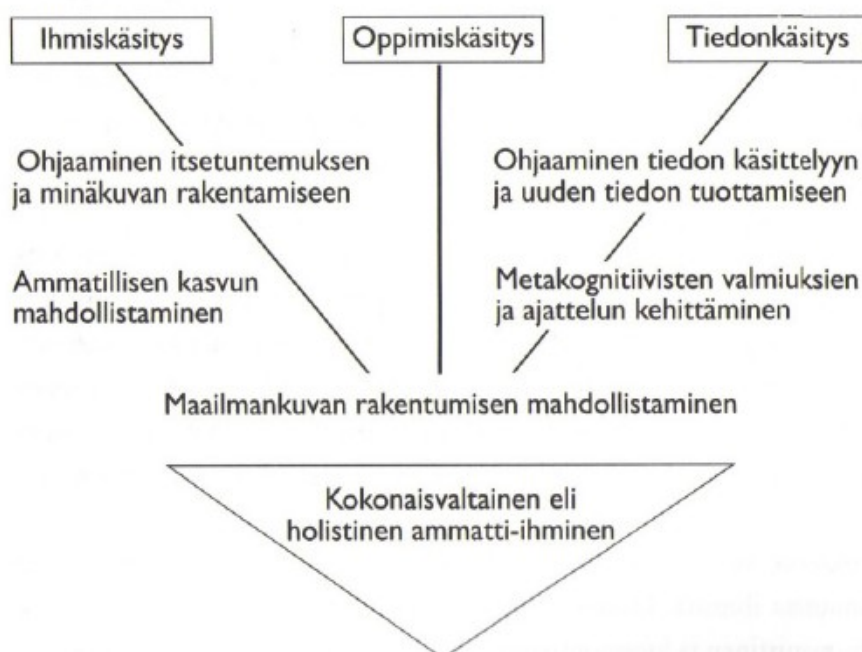 Ihmiskäsitys
Oppimiskäsitys
Tiedonkäsitys
Ohjaaminen itsetuntemuksen
ja minäkuvan rakentamiseen
Ohjaaminen tiedon käsittelyyn
ja uuden tiedon tuottamiseen
Ammatillisen kasvun
mahdollistaminen
Metakognitiivisten valmiuksien
ja ajattelun kehittäminen
Maailmankuvan rakentumisen mahdollistaminen
Kokonaisvaltainen eli
holistinen ammatti-ihminen